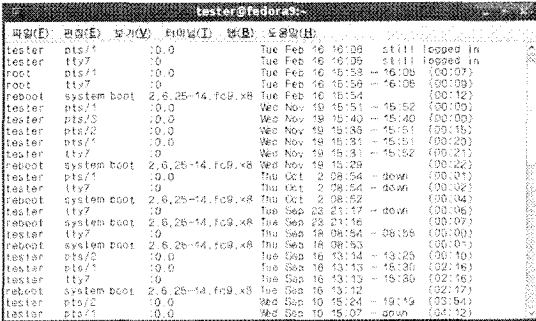 tester@fedora9:~
파일(F) 편집(E) 보기(V) 터미널(T) 탭(B) 도움말(H)
tester pts/1 :0.0 Tue Feb 16 16:06 still logged in
tester tty7 :0 Tue Feb 16 16:06 still logged in
root pts/1 :0.0 Tue Feb 16 15:58 - 16:05 (00:07)
root tty7 :0 Tue Feb 16 15:56 - 16:06 (00:09)
reboot system boot 2.6.25-14.fc9.x8 Tue Feb 16 15:54 (00:12)
tester pts/1 :0.0 Wed Nov 19 15:51 - 15:52 (00:00)
tester pts/3 :0.0 Wed Nov 19 15:40 - 15:40 (00:00)
tester pts/2 :0.0 Wed Nov 19 15:36 - 15:51 (00:15)
tester pts/1 :0.0 Wed Nov 19 15:31 - 15:51 (00:20)
tester tty7 :0 Wed Nov 19 15:31 - 15:52 (00:21)
reboot system boot 2.6.25-14.fc9.x8 Wed Nov 19 15:29 (00:22)
tester pts/1 :0.0 Thu Oct 2 08:54 - down (00:01)
tester tty7 :0 Thu Oct 2 08:54 - down (00:02)
reboot system boot 2.6.25-14.fc9.x8 Thu Oct 2 08:52 (00:04)
tester tty7 :0 Tue Sep 23 21:17 - down (00:06)
reboot system boot 2.6.25-14.fc9.x8 Tue Sep 23 21:16 (00:07)
tester tty7 :0 Thu Sep 18 08:54 - 08:55 (00:00)
reboot system boot 2.6.25-14.fc9.x8 Thu Sep 18 08:53 (00:01)
tester pts/2 :0.0 Tue Sep 16 13:14 - 13:25 (00:10)
tester pts/1 :0.0 Tue Sep 16 13:13 - 15:30 (02:16)
tester tty7 :0 Tue Sep 16 13:13 - 15:30 (02:16)
reboot system boot 2.6.25-14.fc9.x8 Tue Sep 16 13:12 (02:17)
tester pts/2 :0.0 Wed Sep 10 15:24 - 19:19 (03:54)
tester pts/1 :0.0 Wed Sep 10 15:07 - down (04:12)